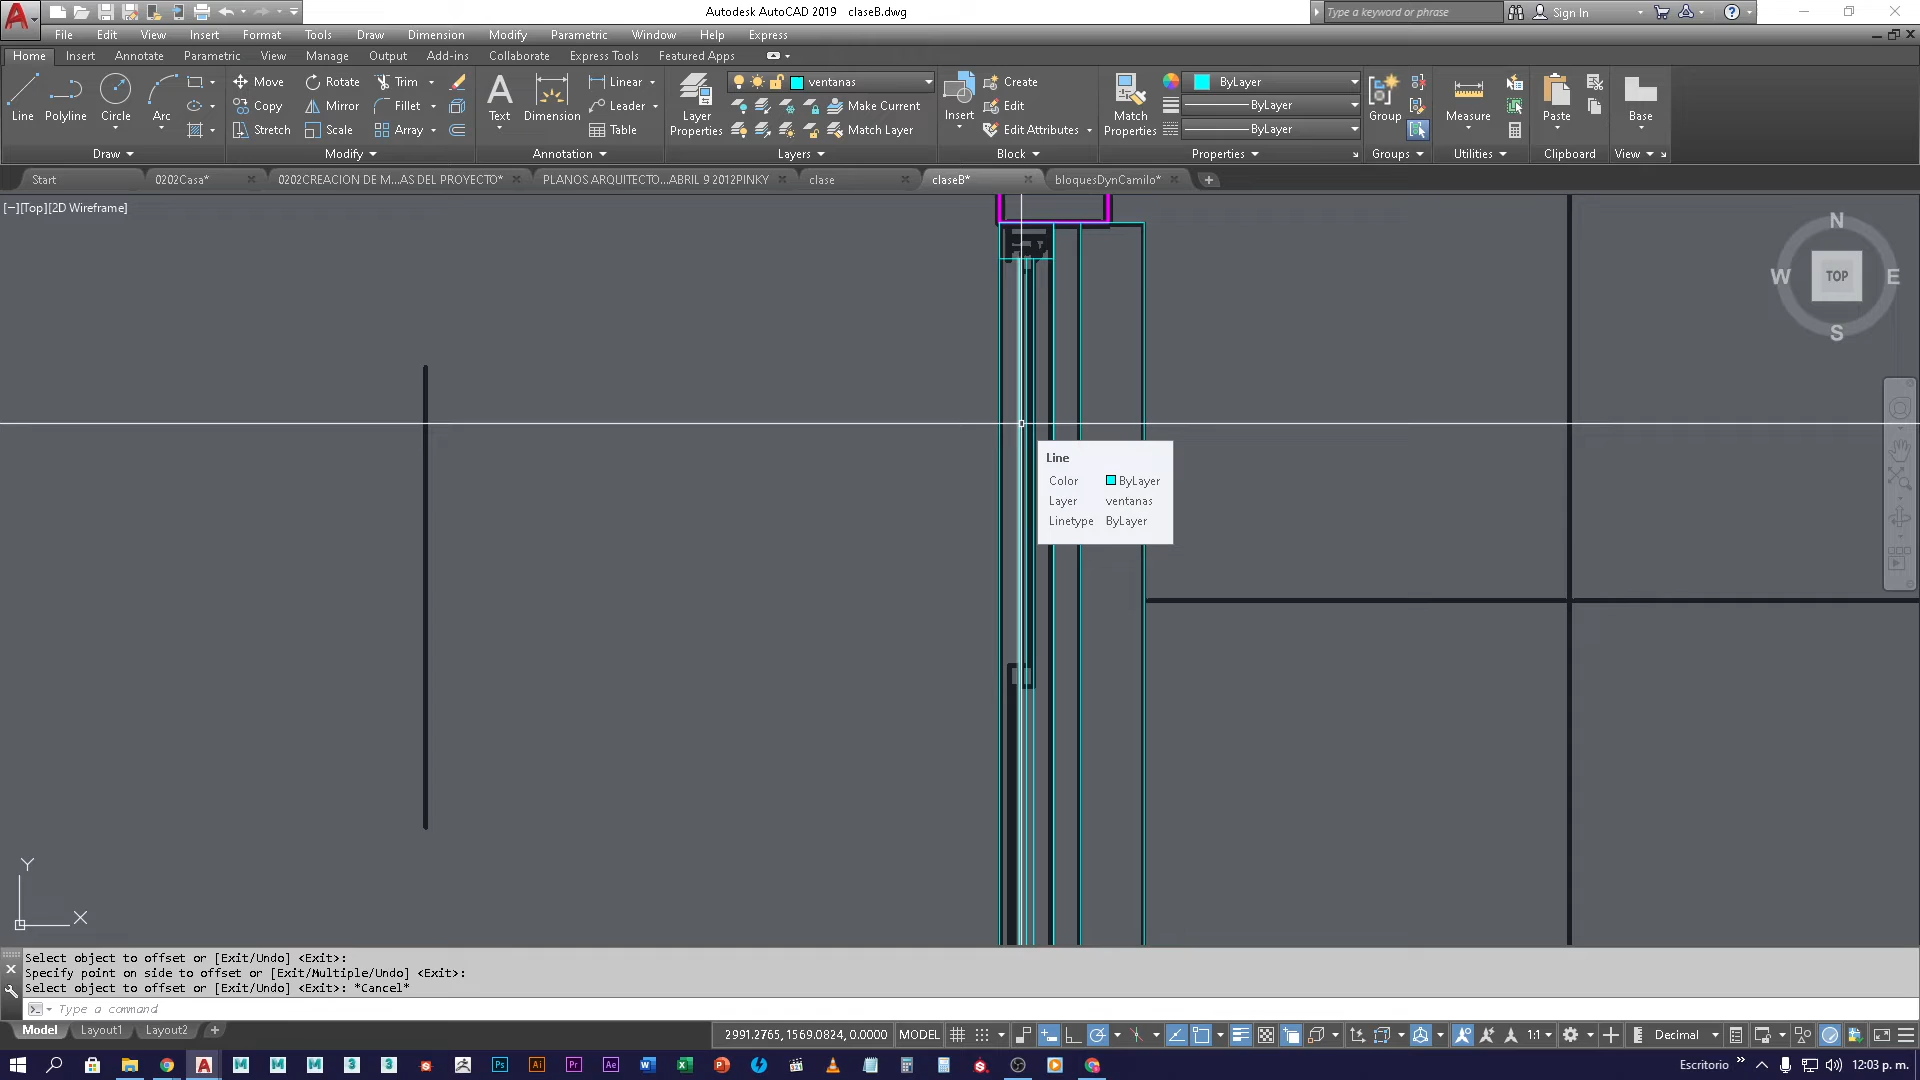 Autodesk AutoCAD 2019 claseB.dwg
Type a keyword or phrase
Sign In
File Edit View Insert Format Tools Draw Dimension Modify Parametric Window Help Express
Home Insert Annotate Parametric View Manage Output Add-ins Collaborate Express Tools Featured Apps
Line Polyline Circle Arc
Move Rotate Trim
Copy Mirror Fillet
Stretch Scale Array
Text Dimension
Linear
Leader
Table
Layer Properties
ventanas
Make Current
Match Layer
Insert
Create
Edit
Edit Attributes
Match Properties
ByLayer
ByLayer
ByLayer
Group
Measure
Paste
Base
Draw Modify Annotation Layers Block Properties Groups Utilities Clipboard View
Start 0202Casa* 0202CREACION DE M...AS DEL PROYECTO* PLANOS ARQUITECTO...ABRIL 9 2012PINKY clase claseB* bloquesDynCamilo*
[−][Top][2D Wireframe]
N
W TOP E
S
Line
Color ByLayer
Layer ventanas
Linetype ByLayer
Y
X
Select object to offset or [Exit/Undo] <Exit>:
Specify point on side to offset or [Exit/Multiple/Undo] <Exit>:
Select object to offset or [Exit/Undo] <Exit>: *Cancel*
Type a command
Model Layout1 Layout2
2991.2765, 1569.0824, 0.0000 MODEL 1:1 Decimal
Escritorio 12:03 p. m.